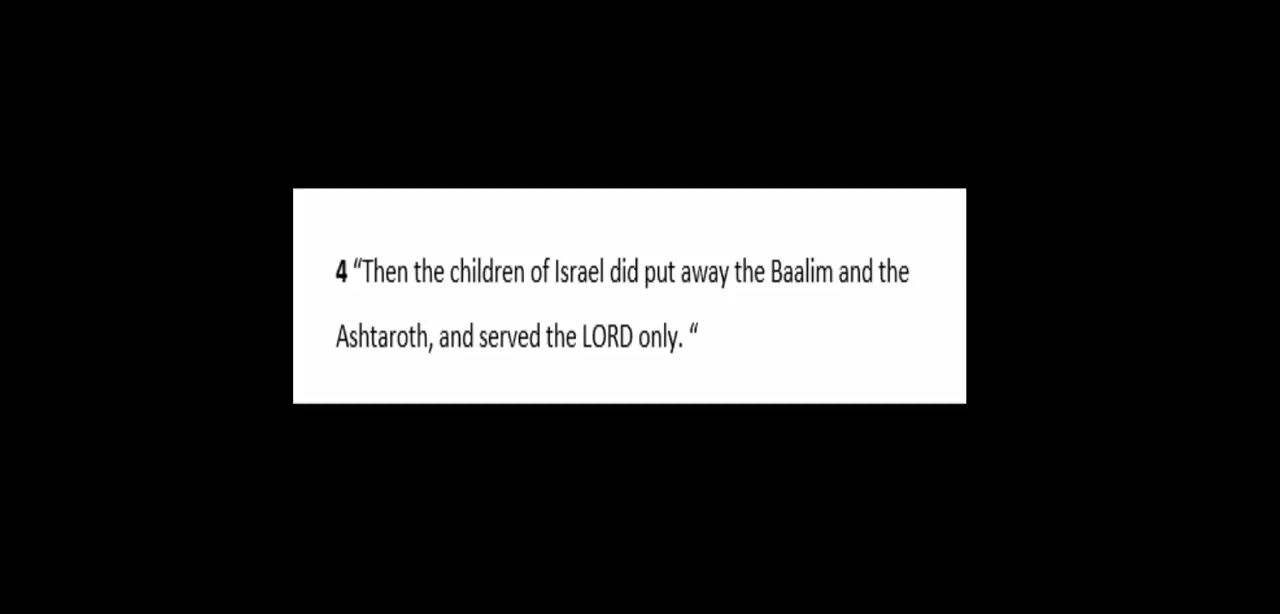 4 “Then the children of Israel did put away the Baalim and the
Ashtaroth, and served the LORD only. “